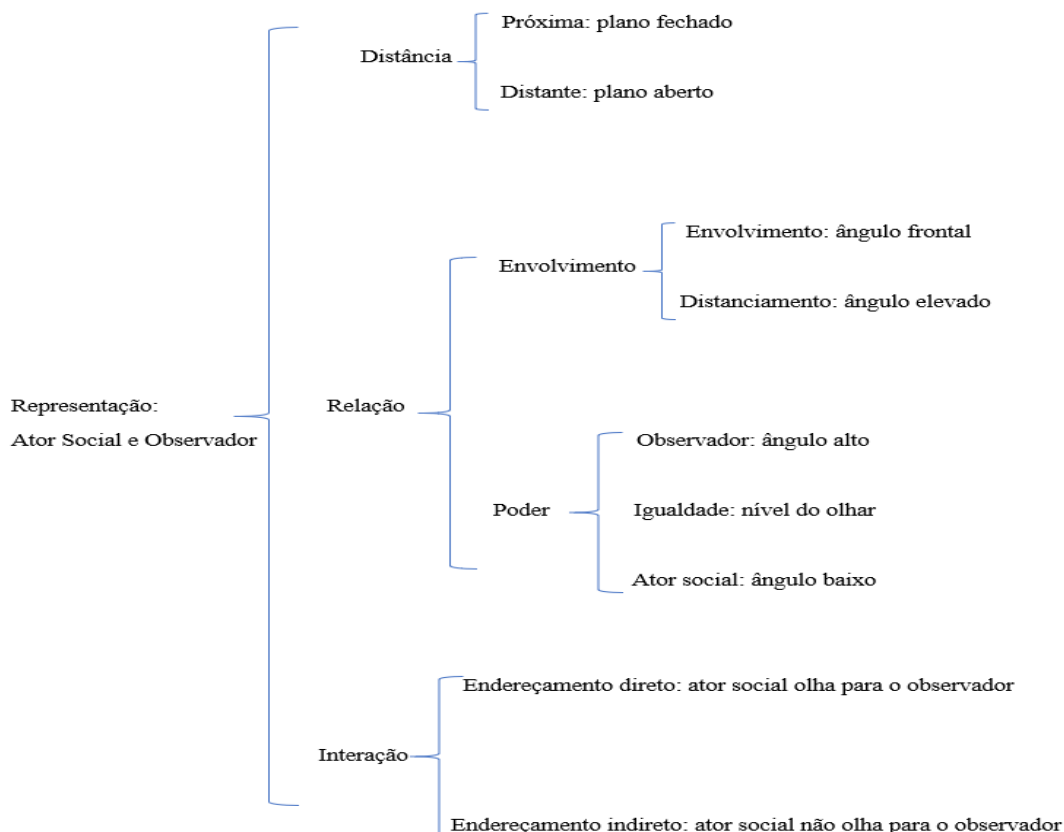 Próxima: plano fechado
Distância
Distante: plano aberto
Envolvimento: ângulo frontal
Envolvimento
Distanciamento: ângulo elevado
Representação:
Ator Social e Observador
Relação
Observador: ângulo alto
Poder
Igualdade: nível do olhar
Ator social: ângulo baixo
Endereçamento direto: ator social olha para o observador
Interação
Endereçamento indireto: ator social não olha para o observador